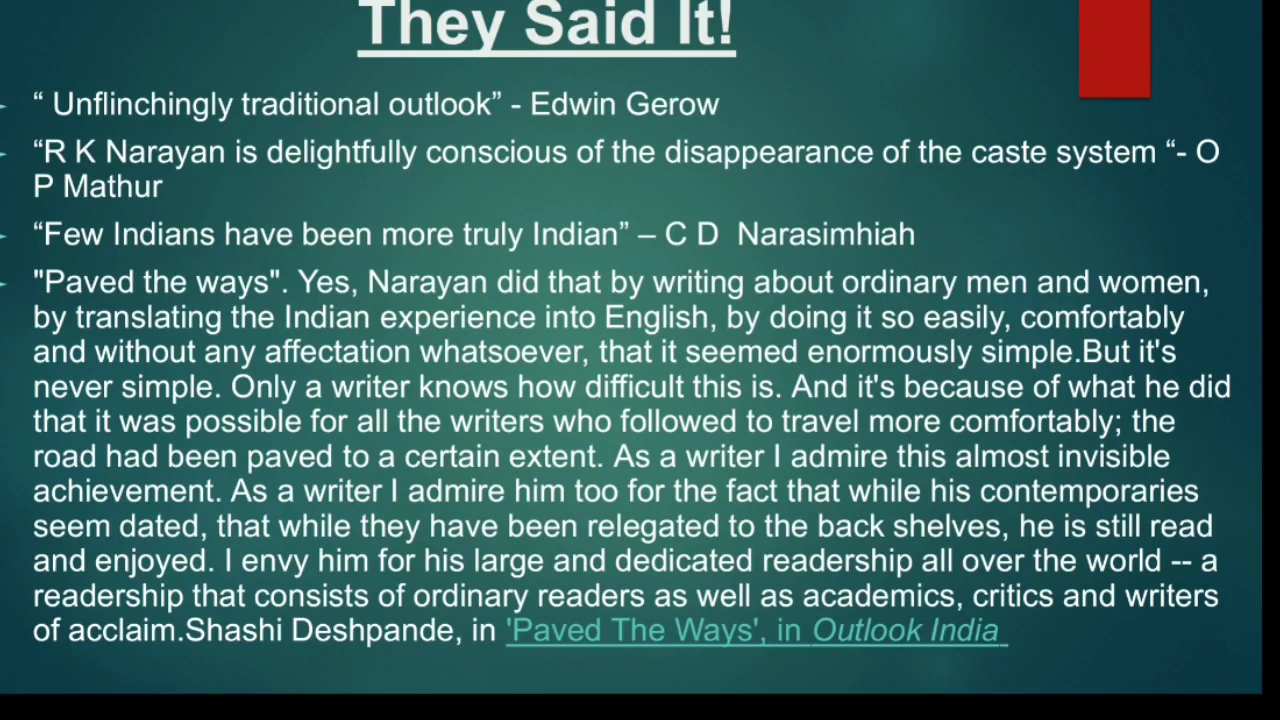 They Said It!
“ Unflinchingly traditional outlook” - Edwin Gerow
“R K Narayan is delightfully conscious of the disappearance of the caste system “- O
P Mathur
“Few Indians have been more truly Indian” – C D  Narasimhiah
"Paved the ways". Yes, Narayan did that by writing about ordinary men and women,
by translating the Indian experience into English, by doing it so easily, comfortably
and without any affectation whatsoever, that it seemed enormously simple.But it's
never simple. Only a writer knows how difficult this is. And it's because of what he did
that it was possible for all the writers who followed to travel more comfortably; the
road had been paved to a certain extent. As a writer I admire this almost invisible
achievement. As a writer I admire him too for the fact that while his contemporaries
seem dated, that while they have been relegated to the back shelves, he is still read
and enjoyed. I envy him for his large and dedicated readership all over the world -- a
readership that consists of ordinary readers as well as academics, critics and writers
of acclaim.Shashi Deshpande, in 'Paved The Ways', in Outlook India